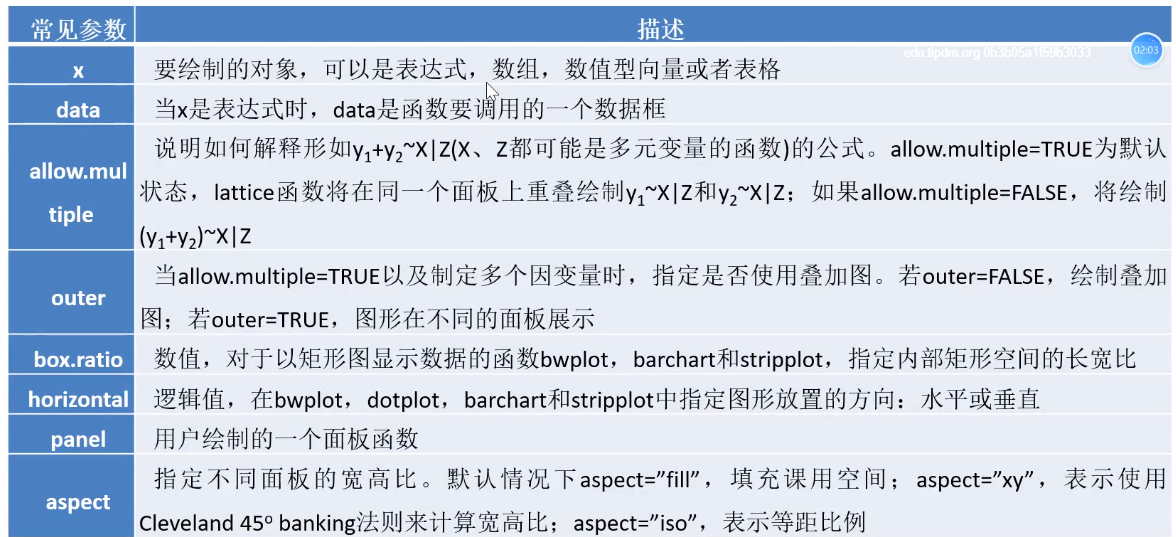 常见参数 描述
edu.tipdm.org 0b3b05a1f59b3033
02:03
x 要绘制的对象，可以是表达式，数组，数值型向量或者表格
data 当x是表达式时，data是函数要调用的一个数据框
allow.mul
tiple
说明如何解释形如y₁+y₂~X|Z(X、Z都可能是多元变量的函数)的公式。allow.multiple=TRUE为默认
状态，lattice函数将在同一个面板上重叠绘制y₁~X|Z和y₂~X|Z；如果allow.multiple=FALSE，将绘制
(y₁+y₂)~X|Z
outer
当allow.multiple=TRUE以及制定多个因变量时，指定是否使用叠加图。若outer=FALSE，绘制叠加
图；若outer=TRUE，图形在不同的面板展示
box.ratio 数值，对于以矩形图显示数据的函数bwplot，barchart和stripplot，指定内部矩形空间的长宽比
horizontal 逻辑值，在bwplot，dotplot，barchart和stripplot中指定图形放置的方向：水平或垂直
panel 用户绘制的一个面板函数
aspect
指定不同面板的宽高比。默认情况下aspect=”fill”，填充课用空间；aspect=”xy”，表示使用
Cleveland 45º banking法则来计算宽高比；aspect=”iso”，表示等距比例